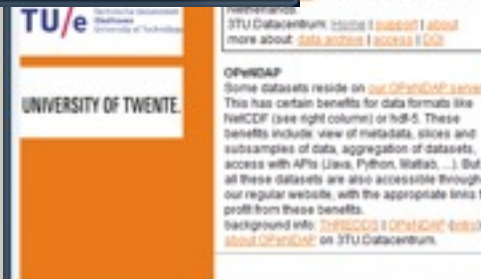 TU/e
Technische Universiteit
Eindhoven
University of Technology
UNIVERSITY OF TWENTE.
Netherlands.
3TU.Datacentrum: Home | support | about
more about: data archive | access | DOI
OPeNDAP
Some datasets reside on our OPeNDAP server.
This has certain benefits for data formats like
NetCDF (see right column) or hdf-5. These
benefits include: view of metadata, slices and
subsamples of data, aggregation of datasets,
access with APIs (Java, Python, Matlab, ...). But
all these datasets are also accessible through
our regular website, with the appropriate links t
profit from these benefits.
background info: THREDDS | OPeNDAP (intro)
about OPeNDAP on 3TU.Datacentrum.